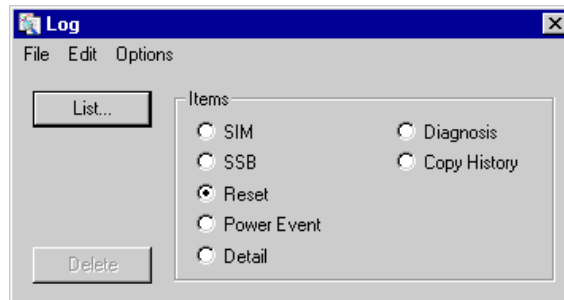 Log
File Edit Options
List...
Items
SIM
Diagnosis
SSB
Copy History
Reset
Power Event
Detail
Delete